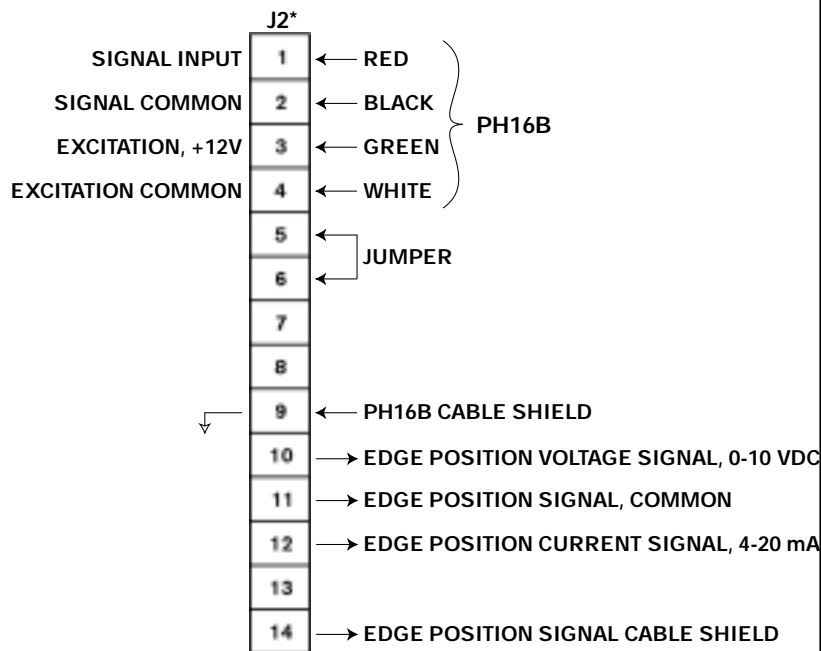 J2*
SIGNAL INPUT 1 RED
SIGNAL COMMON 2 BLACK
PH16B
EXCITATION, +12V 3 GREEN
EXCITATION COMMON 4 WHITE
5
JUMPER
6
7
8
9 PH16B CABLE SHIELD
10 EDGE POSITION VOLTAGE SIGNAL, 0-10 VDC
11 EDGE POSITION SIGNAL, COMMON
12 EDGE POSITION CURRENT SIGNAL, 4-20 mA
13
14 EDGE POSITION SIGNAL CABLE SHIELD